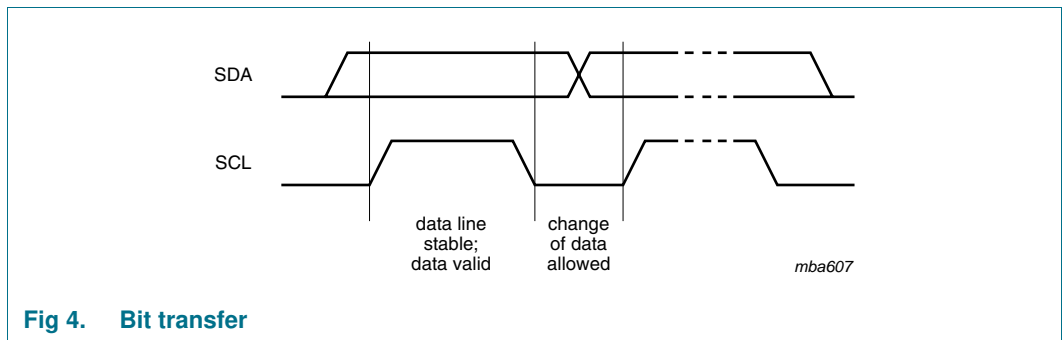 SDA
SCL
data line
stable;
data valid
change
of data
allowed
mba607
Fig 4. Bit transfer